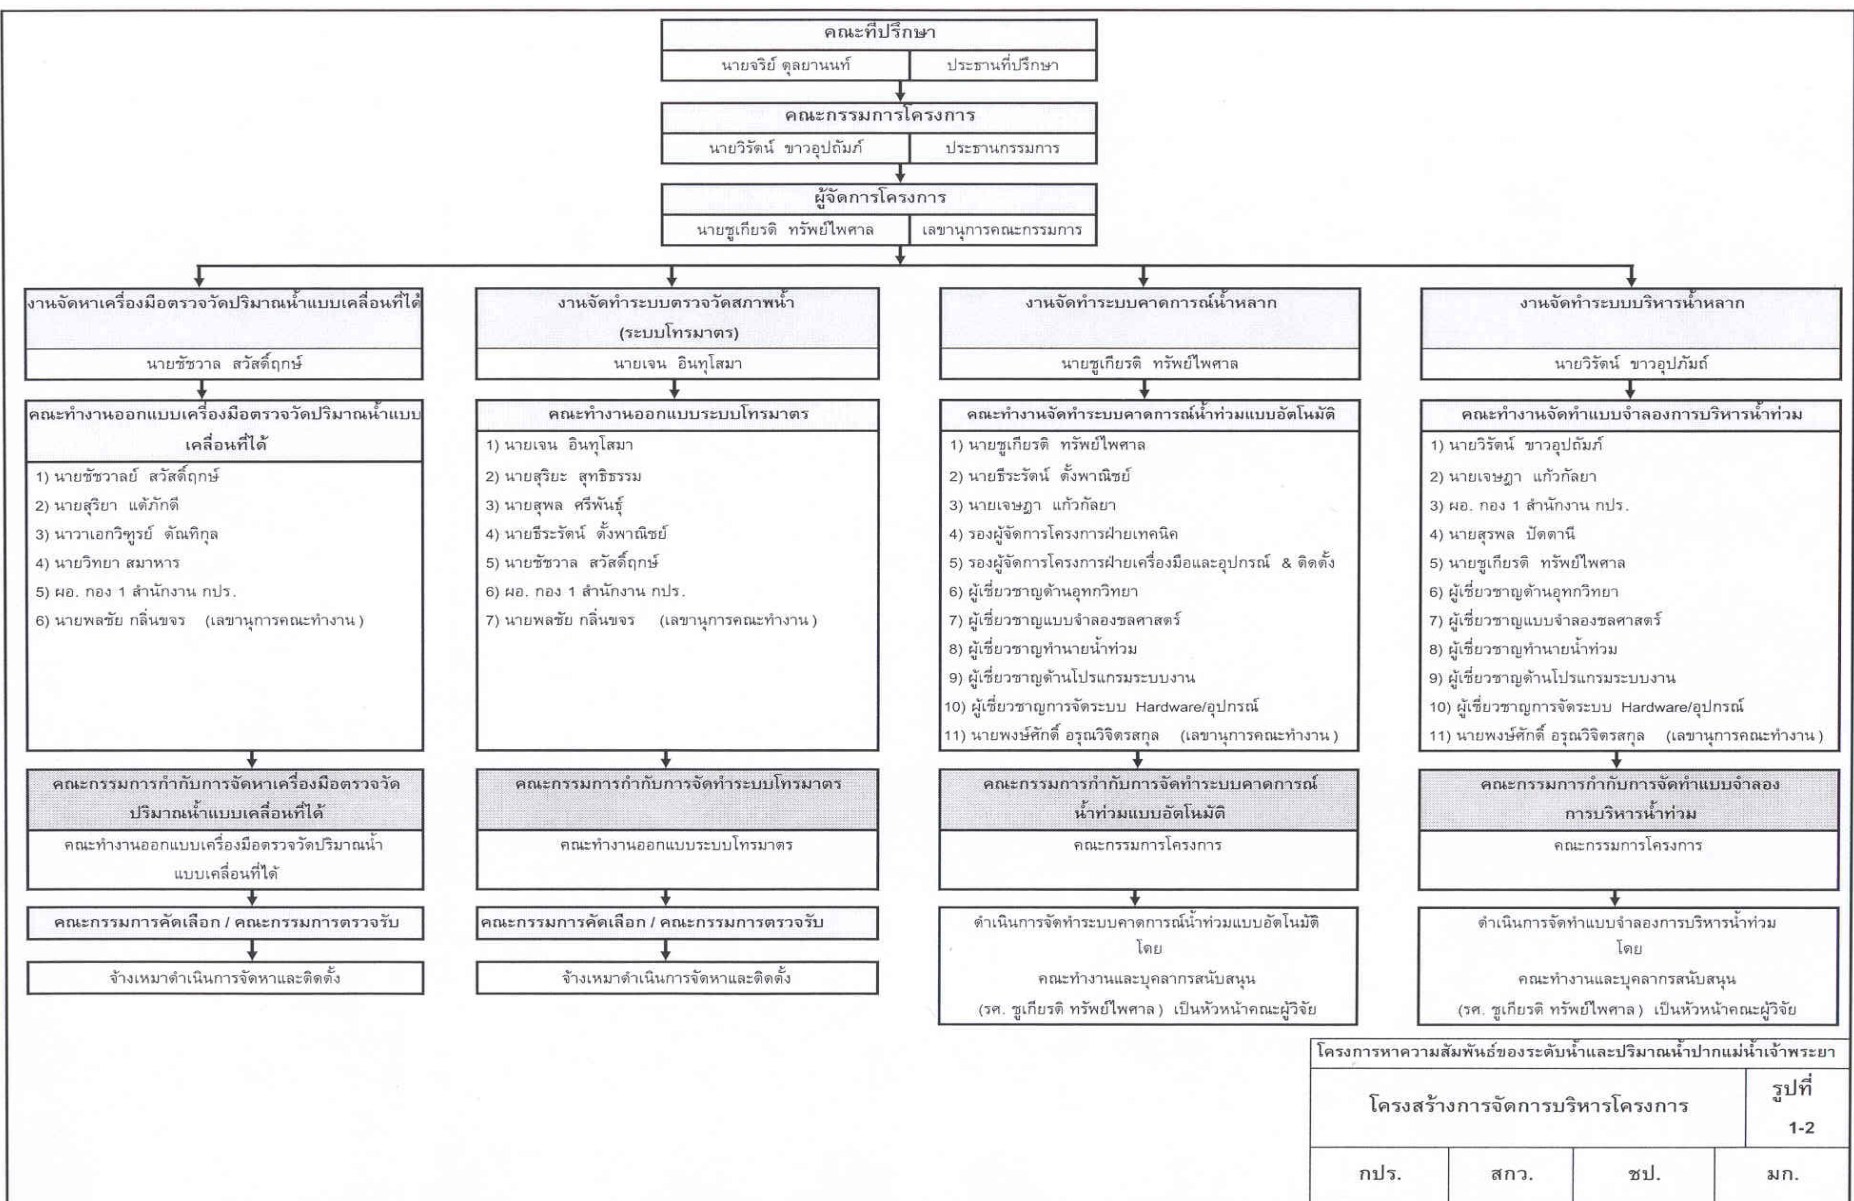 คณะที่ปรึกษา
นายจริย์ ตุลยานนท์ ประธานที่ปรึกษา
คณะกรรมการโครงการ
นายวิรัตน์ ขาวอุปถัมภ์ ประธานกรรมการ
ผู้จัดการโครงการ
นายชูเกียรติ ทรัพย์ไพศาล เลขานุการคณะกรรมการ
งานจัดหาเครื่องมือตรวจวัดปริมาณน้ำแบบเคลื่อนที่ได้
นายชัชวาล สวัสดิ์ฤกษ์
คณะทำงานออกแบบเครื่องมือตรวจวัดปริมาณน้ำแบบ
เคลื่อนที่ได้
1) นายชัชวาลย์ สวัสดิ์ฤกษ์
2) นายสุริยา แต้ภักดี
3) นาวาเอกวิฑูรย์ ตัณทิกุล
4) นายวิทยา สมาหาร
5) ผอ. กอง 1 สำนักงาน กปร.
6) นายพลชัย กลิ่นขจร (เลขานุการคณะทำงาน)
คณะกรรมการกำกับการจัดหาเครื่องมือตรวจวัด
ปริมาณน้ำแบบเคลื่อนที่ได้
คณะทำงานออกแบบเครื่องมือตรวจวัดปริมาณน้ำ
แบบเคลื่อนที่ได้
คณะกรรมการคัดเลือก / คณะกรรมการตรวจรับ
จ้างเหมาดำเนินการจัดหาและติดตั้ง
งานจัดทำระบบตรวจวัดสภาพน้ำ
(ระบบโทรมาตร)
นายเจน อินทุโสมา
คณะทำงานออกแบบระบบโทรมาตร
1) นายเจน อินทุโสมา
2) นายสุริยะ สุทธิธรรม
3) นายสุพล ศรีพันธุ์
4) นายธีระรัตน์ ตั้งพาณิชย์
5) นายชัชวาล สวัสดิ์ฤกษ์
6) ผอ. กอง 1 สำนักงาน กปร.
7) นายพลชัย กลิ่นขจร (เลขานุการคณะทำงาน)
คณะกรรมการกำกับการจัดทำระบบโทรมาตร
คณะทำงานออกแบบระบบโทรมาตร
คณะกรรมการคัดเลือก / คณะกรรมการตรวจรับ
จ้างเหมาดำเนินการจัดหาและติดตั้ง
งานจัดทำระบบคาดการณ์น้ำหลาก
นายชูเกียรติ ทรัพย์ไพศาล
คณะทำงานจัดทำระบบคาดการณ์น้ำท่วมแบบอัตโนมัติ
1) นายชูเกียรติ ทรัพย์ไพศาล
2) นายธีระรัตน์ ตั้งพาณิชย์
3) นายเจษฎา แก้วกัลยา
4) รองผู้จัดการโครงการฝ่ายเทคนิค
5) รองผู้จัดการโครงการฝ่ายเครื่องมือและอุปกรณ์ & ติดตั้ง
6) ผู้เชี่ยวชาญด้านอุทกวิทยา
7) ผู้เชี่ยวชาญแบบจำลองชลศาสตร์
8) ผู้เชี่ยวชาญทำนายน้ำท่วม
9) ผู้เชี่ยวชาญด้านโปรแกรมระบบงาน
10) ผู้เชี่ยวชาญการจัดระบบ Hardware/อุปกรณ์
11) นายพงษ์ศักดิ์ อรุณวิจิตรสกุล (เลขานุการคณะทำงาน)
คณะกรรมการกำกับการจัดทำระบบคาดการณ์
น้ำท่วมแบบอัตโนมัติ
คณะกรรมการโครงการ
ดำเนินการจัดทำระบบคาดการณ์น้ำท่วมแบบอัตโนมัติ
โดย
คณะทำงานและบุคลากรสนับสนุน
(รศ. ชูเกียรติ ทรัพย์ไพศาล) เป็นหัวหน้าคณะผู้วิจัย
งานจัดทำระบบบริหารน้ำหลาก
นายวิรัตน์ ขาวอุปภัมถ์
คณะทำงานจัดทำแบบจำลองการบริหารน้ำท่วม
1) นายวิรัตน์ ขาวอุปถัมภ์
2) นายเจษฎา แก้วกัลยา
3) ผอ. กอง 1 สำนักงาน กปร.
4) นายสุรพล ปัตตานี
5) นายชูเกียรติ ทรัพย์ไพศาล
6) ผู้เชี่ยวชาญด้านอุทกวิทยา
7) ผู้เชี่ยวชาญแบบจำลองชลศาสตร์
8) ผู้เชี่ยวชาญทำนายน้ำท่วม
9) ผู้เชี่ยวชาญด้านโปรแกรมระบบงาน
10) ผู้เชี่ยวชาญการจัดระบบ Hardware/อุปกรณ์
11) นายพงษ์ศักดิ์ อรุณวิจิตรสกุล (เลขานุการคณะทำงาน)
คณะกรรมการกำกับการจัดทำแบบจำลอง
การบริหารน้ำท่วม
คณะกรรมการโครงการ
ดำเนินการจัดทำแบบจำลองการบริหารน้ำท่วม
โดย
คณะทำงานและบุคลากรสนับสนุน
(รศ. ชูเกียรติ ทรัพย์ไพศาล) เป็นหัวหน้าคณะผู้วิจัย
โครงการหาความสัมพันธ์ของระดับน้ำและปริมาณน้ำปากแม่น้ำเจ้าพระยา
โครงสร้างการจัดการบริหารโครงการ
รูปที่
1-2
กปร. สกว. ชป. มก.